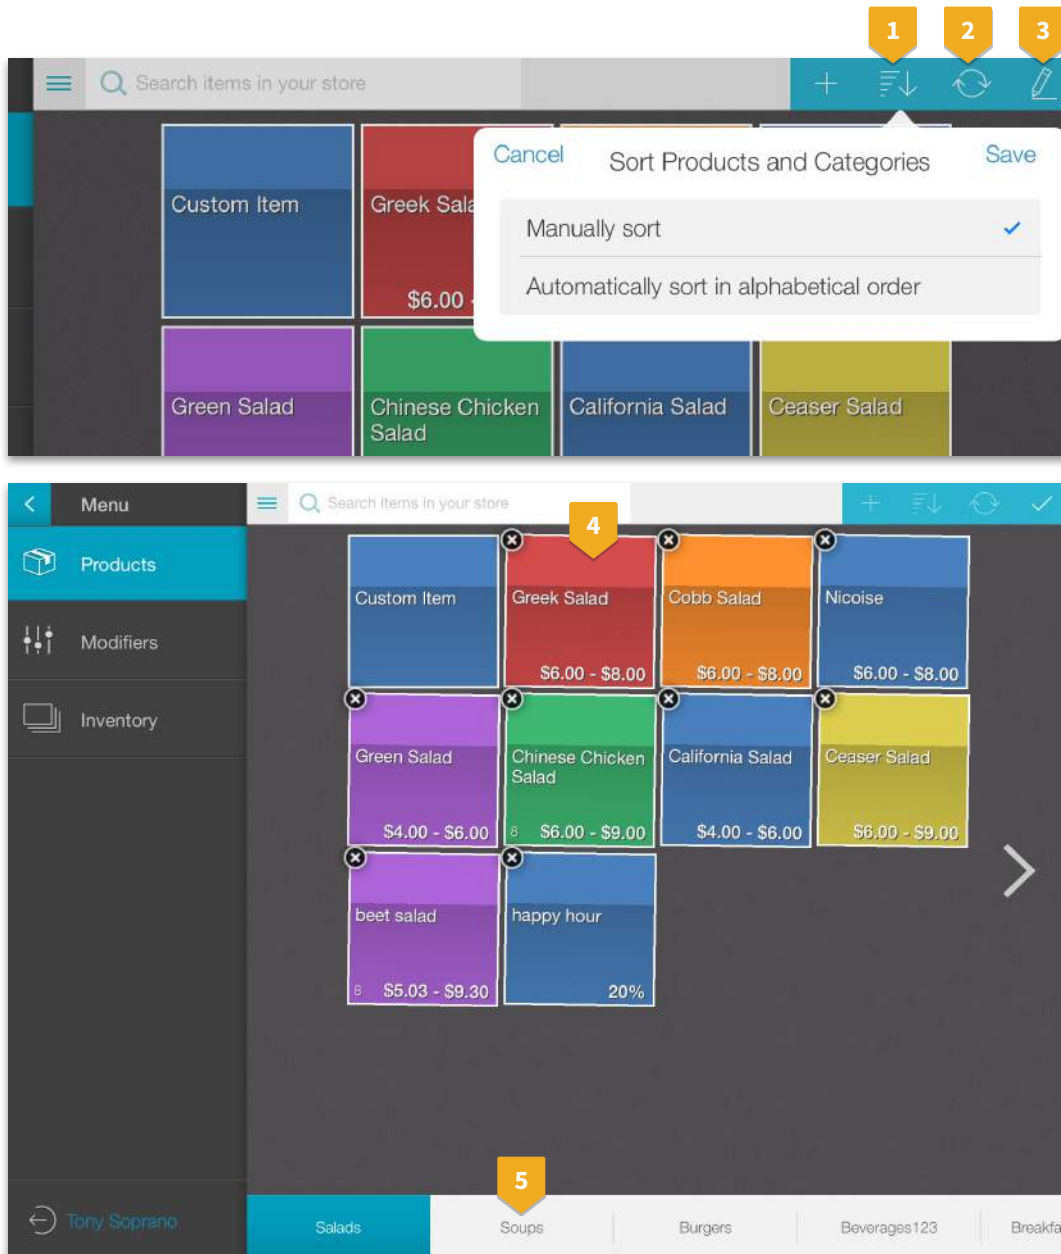 1 2 3
Search items in your store
Cancel Sort Products and Categories Save
Manually sort
Automatically sort in alphabetical order
Custom Item
Greek Sala
$6.00 -
Green Salad
Chinese Chicken
Salad
California Salad
Ceaser Salad
Menu
Search items in your store
4
Products
Modifiers
Inventory
Custom Item
Greek Salad
$6.00 - $8.00
Cobb Salad
$6.00 - $8.00
Nicoise
$6.00 - $8.00
Green Salad
$4.00 - $6.00
Chinese Chicken
Salad
8 $6.00 - $9.00
California Salad
$4.00 - $6.00
Ceaser Salad
$6.00 - $9.00
beet salad
8 $5.03 - $9.30
happy hour
20%
5
Tony Soprano
Salads Soups Burgers Beverages123 Breakfa